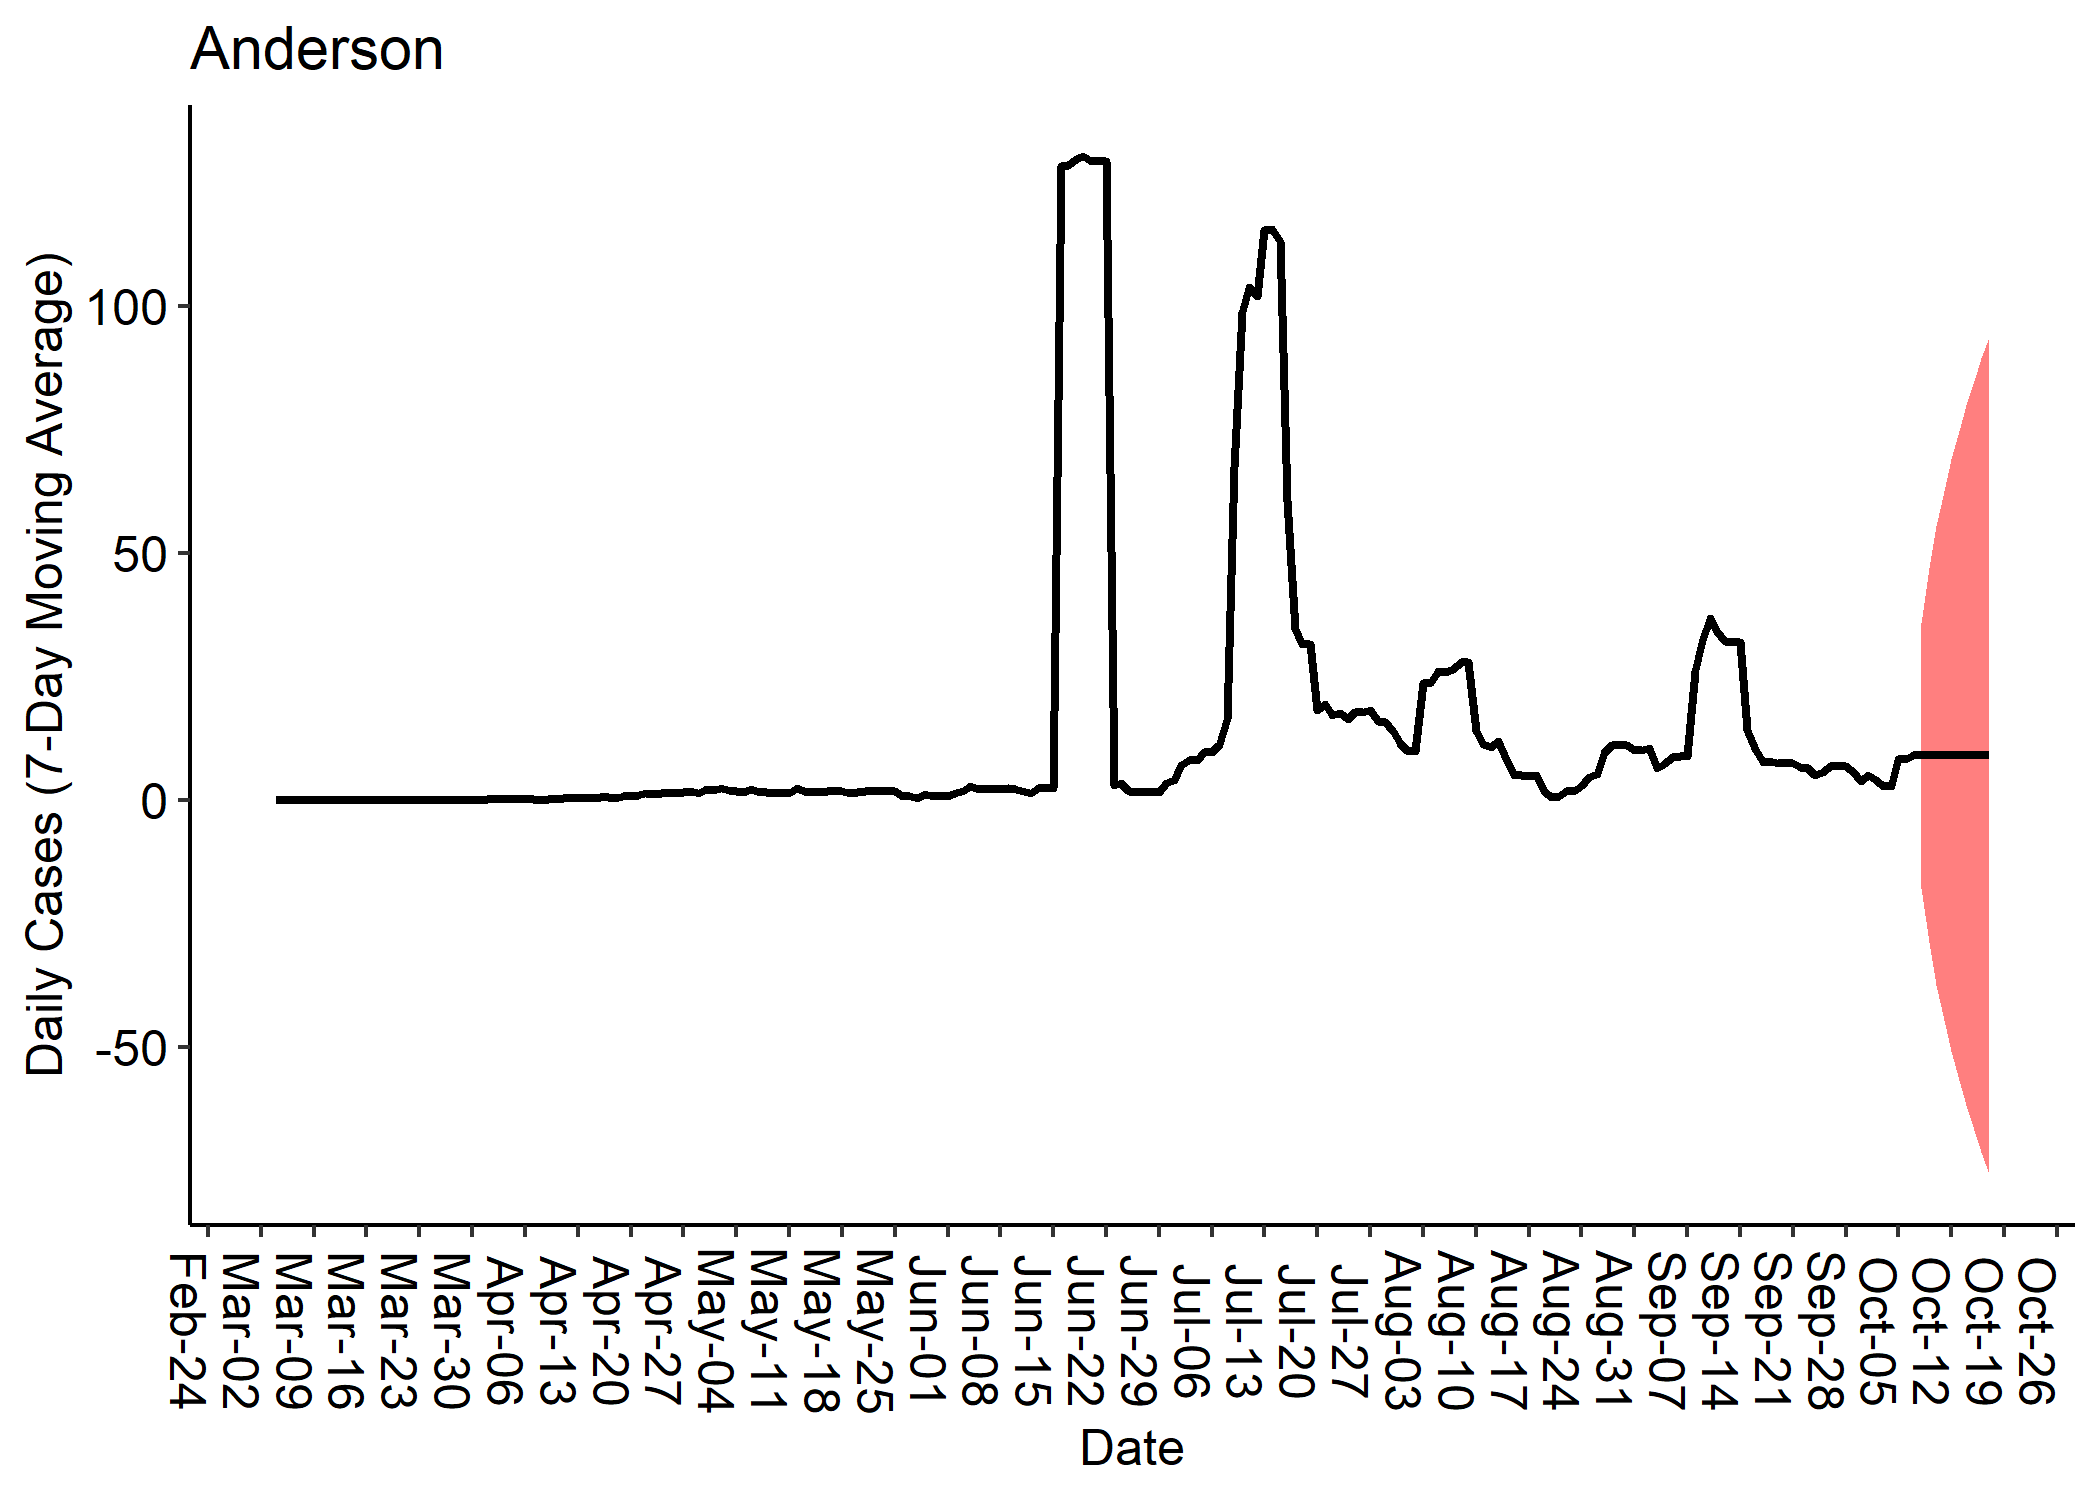 Anderson
Daily Cases (7-Day Moving Average)
100
50
0
-50
Feb-24
Mar-02
Mar-09
Mar-16
Mar-23
Mar-30
Apr-06
Apr-13
Apr-20
Apr-27
May-04
May-11
May-18
May-25
Jun-01
Jun-08
Jun-15
Jun-22
Jun-29
Jul-06
Jul-13
Jul-20
Jul-27
Aug-03
Aug-10
Aug-17
Aug-24
Aug-31
Sep-07
Sep-14
Sep-21
Sep-28
Oct-05
Oct-12
Oct-19
Oct-26
Date